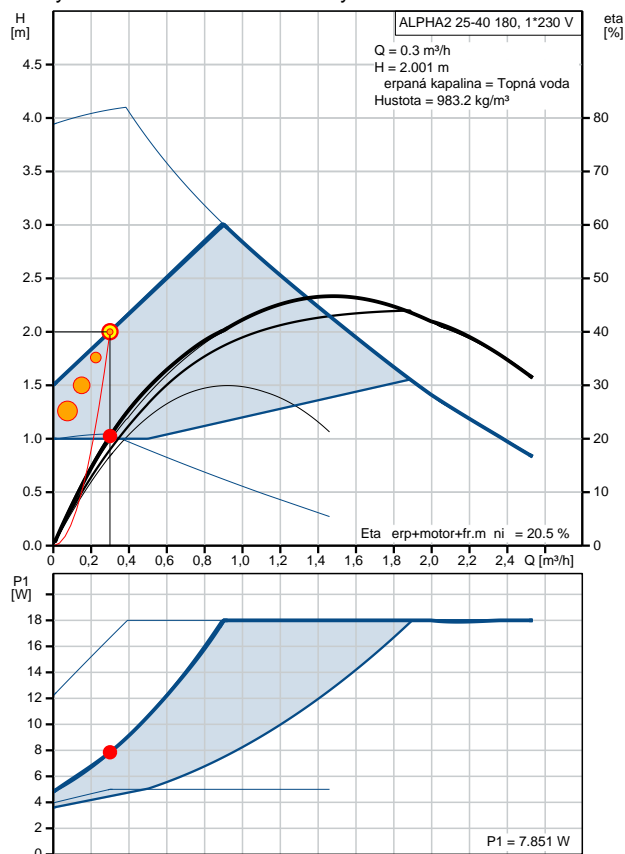 H
[m]
ALPHA2 25-40 180, 1*230 V
eta
[%]
Q = 0.3 m³/h
H = 2.001 m
erpaná kapalina = Topná voda
Hustota = 983.2 kg/m³
4.5
4.0
3.5
3.0
2.5
2.0
1.5
1.0
0.5
0.0
80
70
60
50
40
30
20
10
0
Eta erp+motor+fr.m ni = 20.5 %
0 0,2 0,4 0,6 0,8 1,0 1,2 1,4 1,6 1,8 2,0 2,2 2,4 Q [m³/h]
P1
[W]
18
16
14
12
10
8
6
4
2
0
P1 = 7.851 W